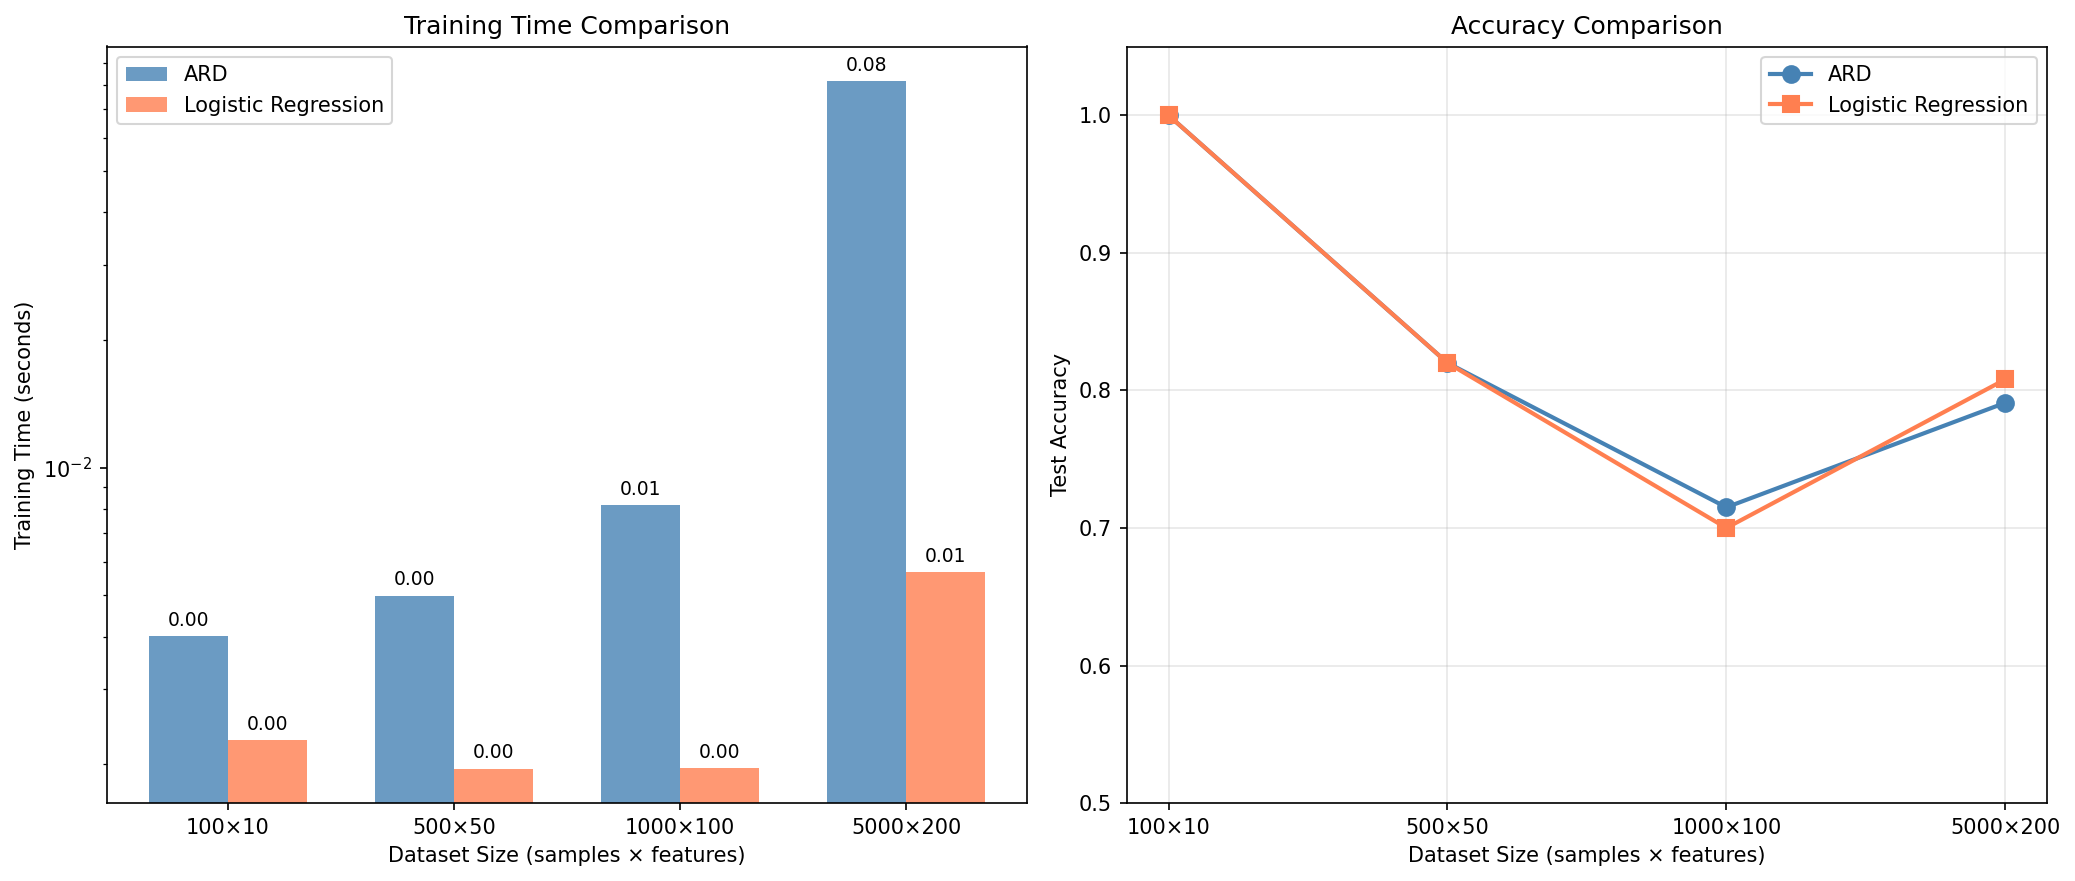 Training Time Comparison
ARD
Logistic Regression
Training Time (seconds)
10⁻²
0.00
0.00
0.00
0.00
0.01
0.00
0.08
0.01
100×10
500×50
1000×100
5000×200
Dataset Size (samples × features)
Accuracy Comparison
ARD
Logistic Regression
Test Accuracy
1.0
0.9
0.8
0.7
0.6
0.5
100×10
500×50
1000×100
5000×200
Dataset Size (samples × features)